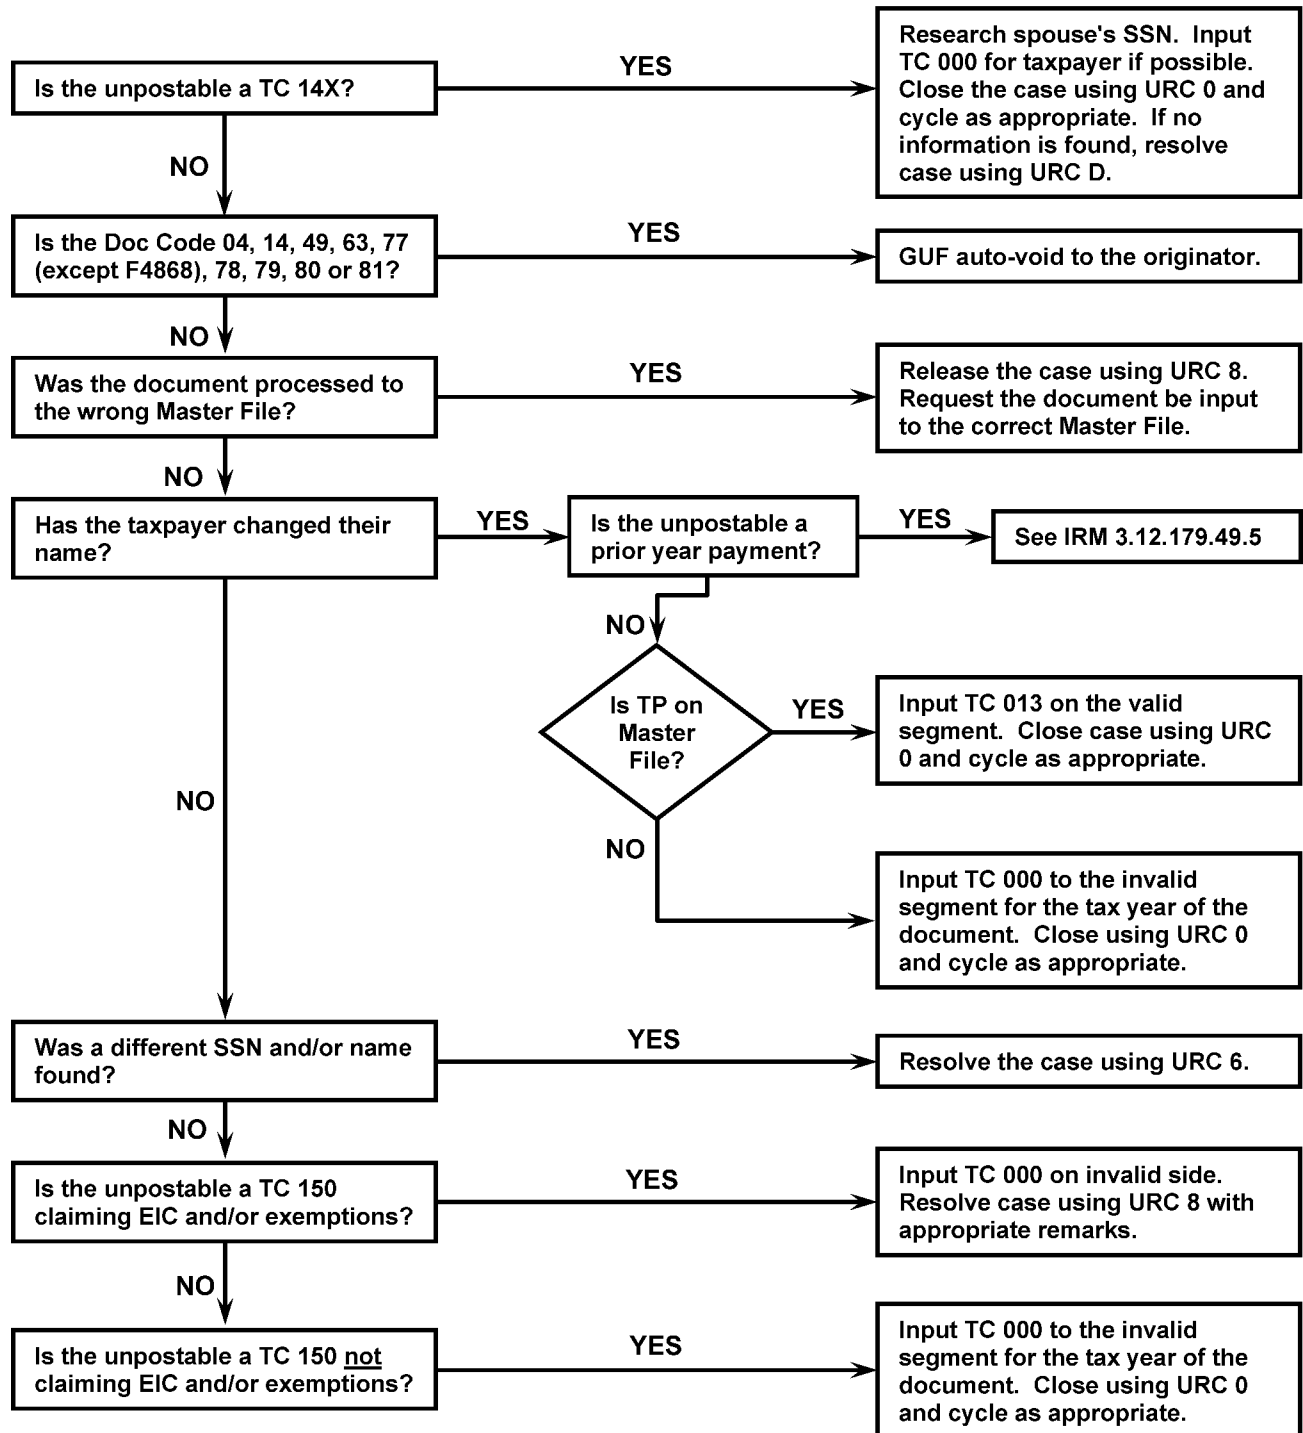 Is the unpostable a TC 14X?
YES
Research spouse's SSN. Input
TC 000 for taxpayer if possible.
Close the case using URC 0 and
cycle as appropriate. If no
information is found, resolve
case using URC D.
NO
Is the Doc Code 04, 14, 49, 63, 77
(except F4868), 78, 79, 80 or 81?
YES
GUF auto-void to the originator.
NO
Was the document processed to
the wrong Master File?
YES
Release the case using URC 8.
Request the document be input
to the correct Master File.
NO
Has the taxpayer changed their
name?
YES
Is the unpostable a
prior year payment?
YES
See IRM 3.12.179.49.5
NO
Is TP on
Master
File?
YES
Input TC 013 on the valid
segment. Close case using URC
0 and cycle as appropriate.
NO
Input TC 000 to the invalid
segment for the tax year of the
document. Close using URC 0
and cycle as appropriate.
NO
Was a different SSN and/or name
found?
YES
Resolve the case using URC 6.
NO
Is the unpostable a TC 150
claiming EIC and/or exemptions?
YES
Input TC 000 on invalid side.
Resolve case using URC 8 with
appropriate remarks.
NO
Is the unpostable a TC 150 not
claiming EIC and/or exemptions?
YES
Input TC 000 to the invalid
segment for the tax year of the
document. Close using URC 0
and cycle as appropriate.